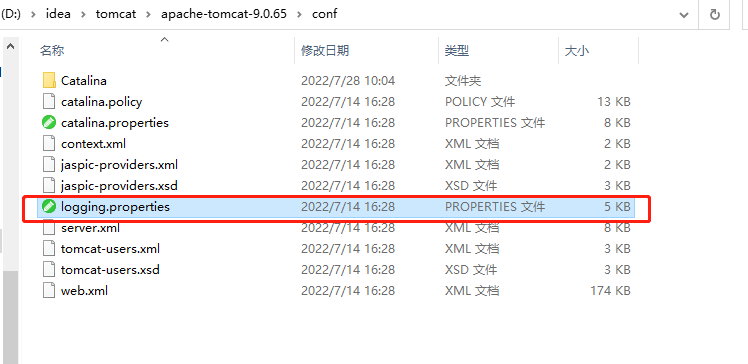 (D:) > idea > tomcat > apache-tomcat-9.0.65 > conf
名称 修改日期 类型 大小
Catalina 2022/7/28 10:04 文件夹
catalina.policy 2022/7/14 16:28 POLICY 文件 13 KB
catalina.properties 2022/7/14 16:28 PROPERTIES 文件 8 KB
context.xml 2022/7/14 16:28 XML 文档 2 KB
jaspic-providers.xml 2022/7/14 16:28 XML 文档 2 KB
jaspic-providers.xsd 2022/7/14 16:28 XSD 文件 3 KB
logging.properties 2022/7/14 16:28 PROPERTIES 文件 5 KB
server.xml 2022/7/14 16:28 XML 文档 8 KB
tomcat-users.xml 2022/7/14 16:28 XML 文档 3 KB
tomcat-users.xsd 2022/7/14 16:28 XSD 文件 3 KB
web.xml 2022/7/14 16:28 XML 文档 174 KB